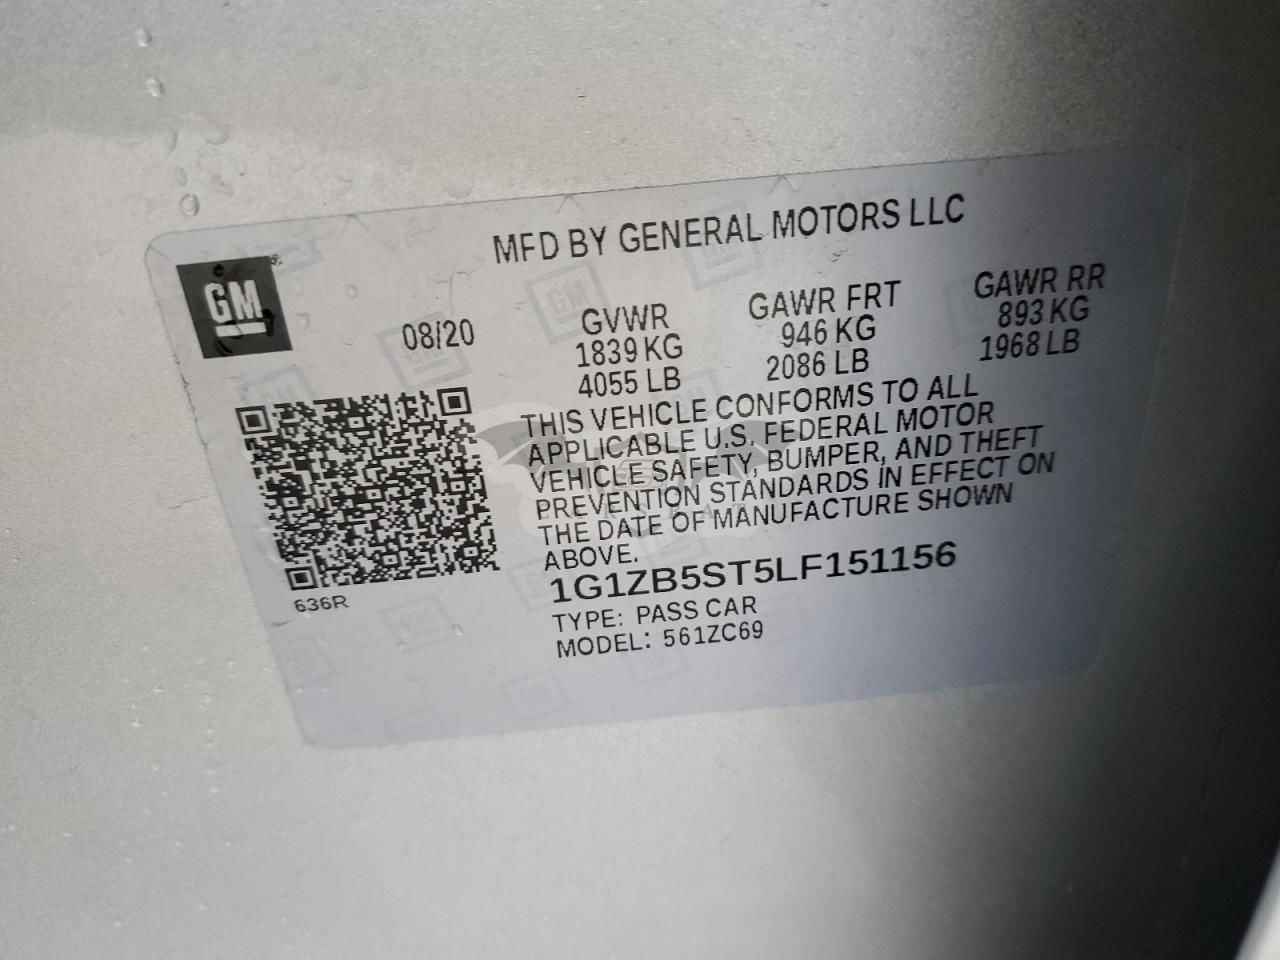 MFD BY GENERAL MOTORS LLC
GM
08/20 GVWR GAWR FRT GAWR RR
1839 KG 946 KG 893 KG
4055 LB 2086 LB 1968 LB
THIS VEHICLE CONFORMS TO ALL
APPLICABLE U.S. FEDERAL MOTOR
VEHICLE SAFETY, BUMPER, AND THEFT
PREVENTION STANDARDS IN EFFECT ON
THE DATE OF MANUFACTURE SHOWN
ABOVE.
1G1ZB5ST5LF151156
TYPE: PASS CAR
MODEL: 561ZC69
636R